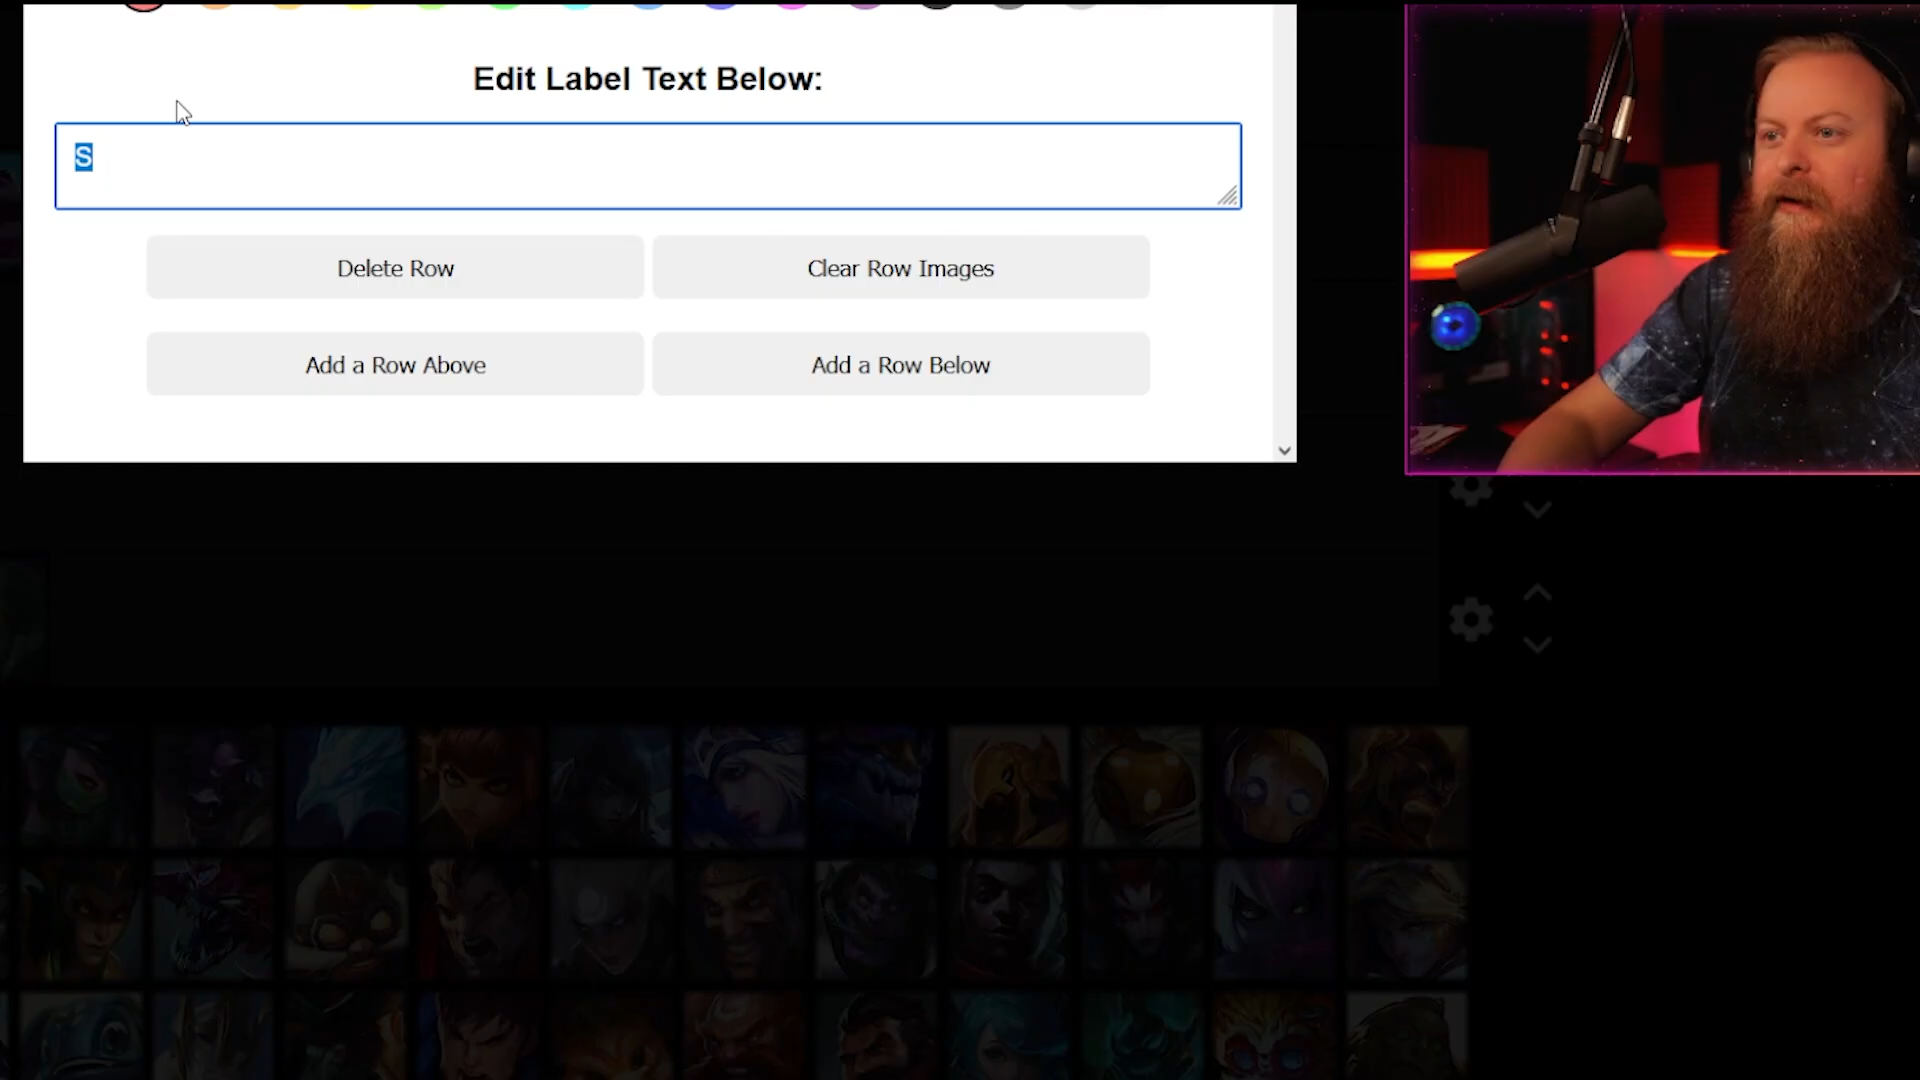 Edit Label Text Below:
S
Delete Row
Clear Row Images
Add a Row Above
Add a Row Below